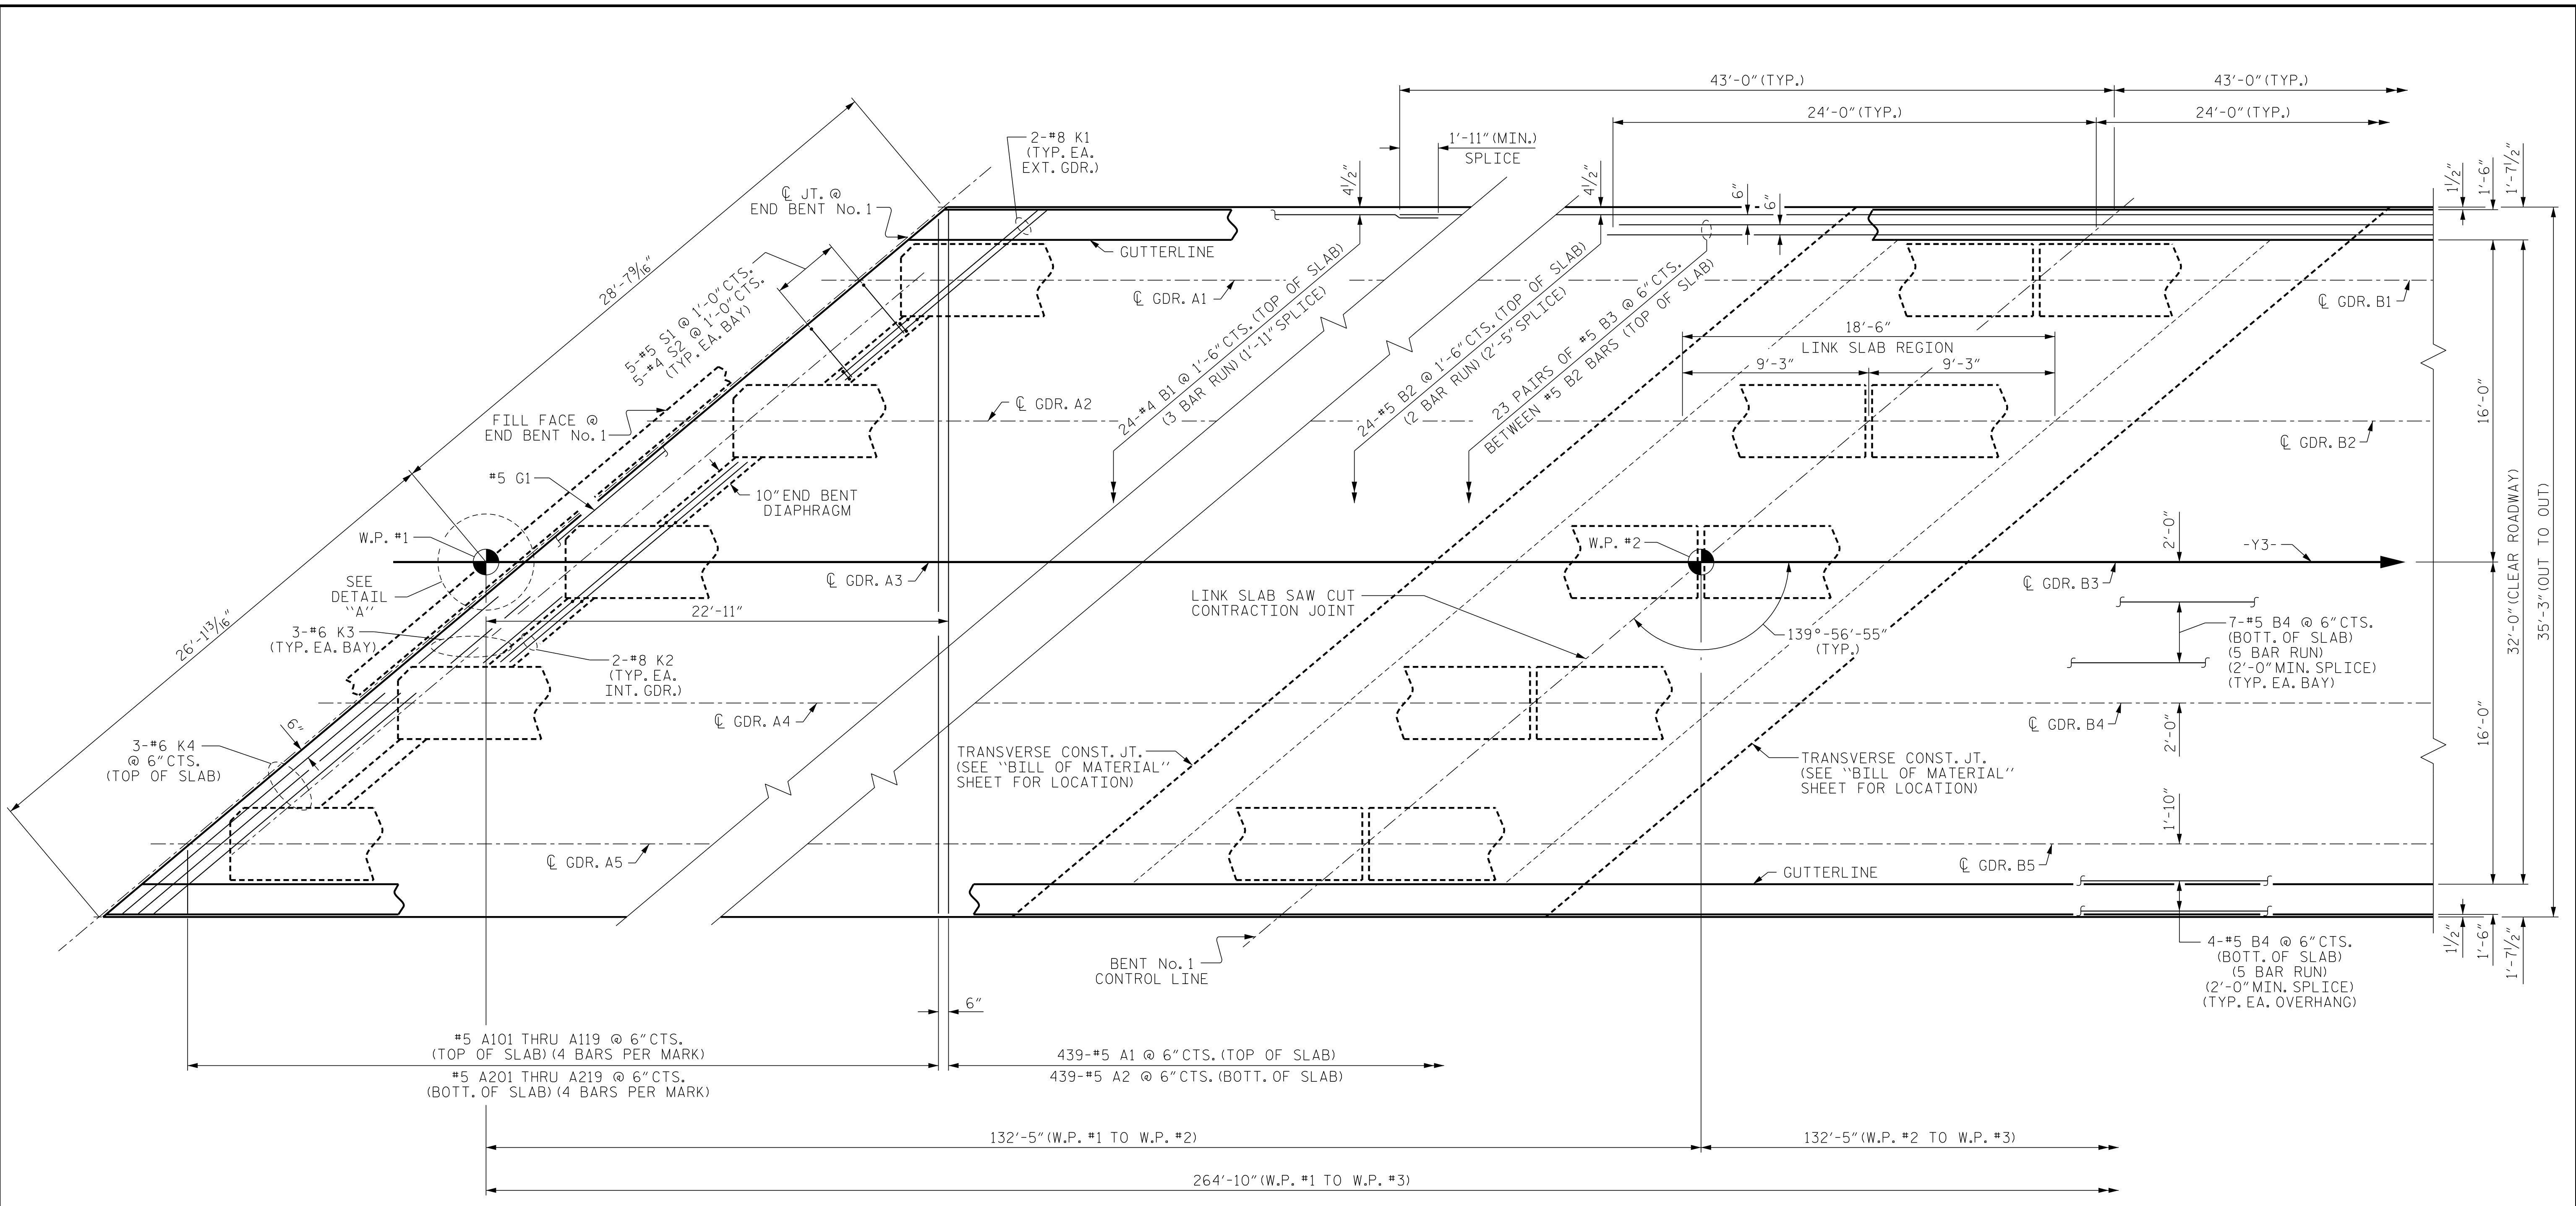 43'-0" (TYP.)
43'-0" (TYP.)
24'-0" (TYP.)
24'-0" (TYP.)
1'-11" (MIN.)
SPLICE
2-#8 K1
(TYP. EA.
EXT. GDR.)
℄ JT. @
END BENT No. 1
4½"
4½"
6"
6"
1½"
1'-6"
1'-7½"
GUTTERLINE
28'-7 9/16"
5-#5 S1 @ 1'-0" CTS.
5-#4 S2 @ 1'-0" CTS.
(TYP. EA. BAY)
℄ GDR. A1
℄ GDR. B1
24-#4 B1 @ 1'-6" CTS. (TOP OF SLAB)
(3 BAR RUN) (1'-11" SPLICE)
24-#5 B2 @ 1'-6" CTS. (TOP OF SLAB)
(2 BAR RUN) (2'-5" SPLICE)
23 PAIRS OF #5 B3 @ 6" CTS.
BETWEEN #5 B2 BARS (TOP OF SLAB)
18'-6"
LINK SLAB REGION
9'-3"
9'-3"
16'-0"
℄ GDR. A2
℄ GDR. B2
FILL FACE @
END BENT No. 1
#5 G1
10" END BENT
DIAPHRAGM
32'-0" (CLEAR ROADWAY)
35'-3" (OUT TO OUT)
W.P. #1
W.P. #2
2'-0"
-Y3-
SEE
DETAIL
"A"
℄ GDR. A3
℄ GDR. B3
22'-11"
LINK SLAB SAW CUT
CONTRACTION JOINT
139°-56'-55"
(TYP.)
26'-1 13/16"
3-#6 K3
(TYP. EA. BAY)
2-#8 K2
(TYP. EA.
INT. GDR.)
7-#5 B4 @ 6" CTS.
(BOTT. OF SLAB)
(5 BAR RUN)
(2'-0" MIN. SPLICE)
(TYP. EA. BAY)
℄ GDR. A4
℄ GDR. B4
2'-0"
16'-0"
6"
3-#6 K4
@ 6" CTS.
(TOP OF SLAB)
TRANSVERSE CONST. JT.
(SEE "BILL OF MATERIAL"
SHEET FOR LOCATION)
TRANSVERSE CONST. JT.
(SEE "BILL OF MATERIAL"
SHEET FOR LOCATION)
1'-10"
℄ GDR. A5
℄ GDR. B5
GUTTERLINE
BENT No. 1
CONTROL LINE
4-#5 B4 @ 6" CTS.
(BOTT. OF SLAB)
(5 BAR RUN)
(2'-0" MIN. SPLICE)
(TYP. EA. OVERHANG)
1½"
1'-6"
1'-7½"
6"
#5 A101 THRU A119 @ 6" CTS.
(TOP OF SLAB) (4 BARS PER MARK)
#5 A201 THRU A219 @ 6" CTS.
(BOTT. OF SLAB) (4 BARS PER MARK)
439-#5 A1 @ 6" CTS. (TOP OF SLAB)
439-#5 A2 @ 6" CTS. (BOTT. OF SLAB)
132'-5" (W.P. #1 TO W.P. #2)
132'-5" (W.P. #2 TO W.P. #3)
264'-10" (W.P. #1 TO W.P. #3)